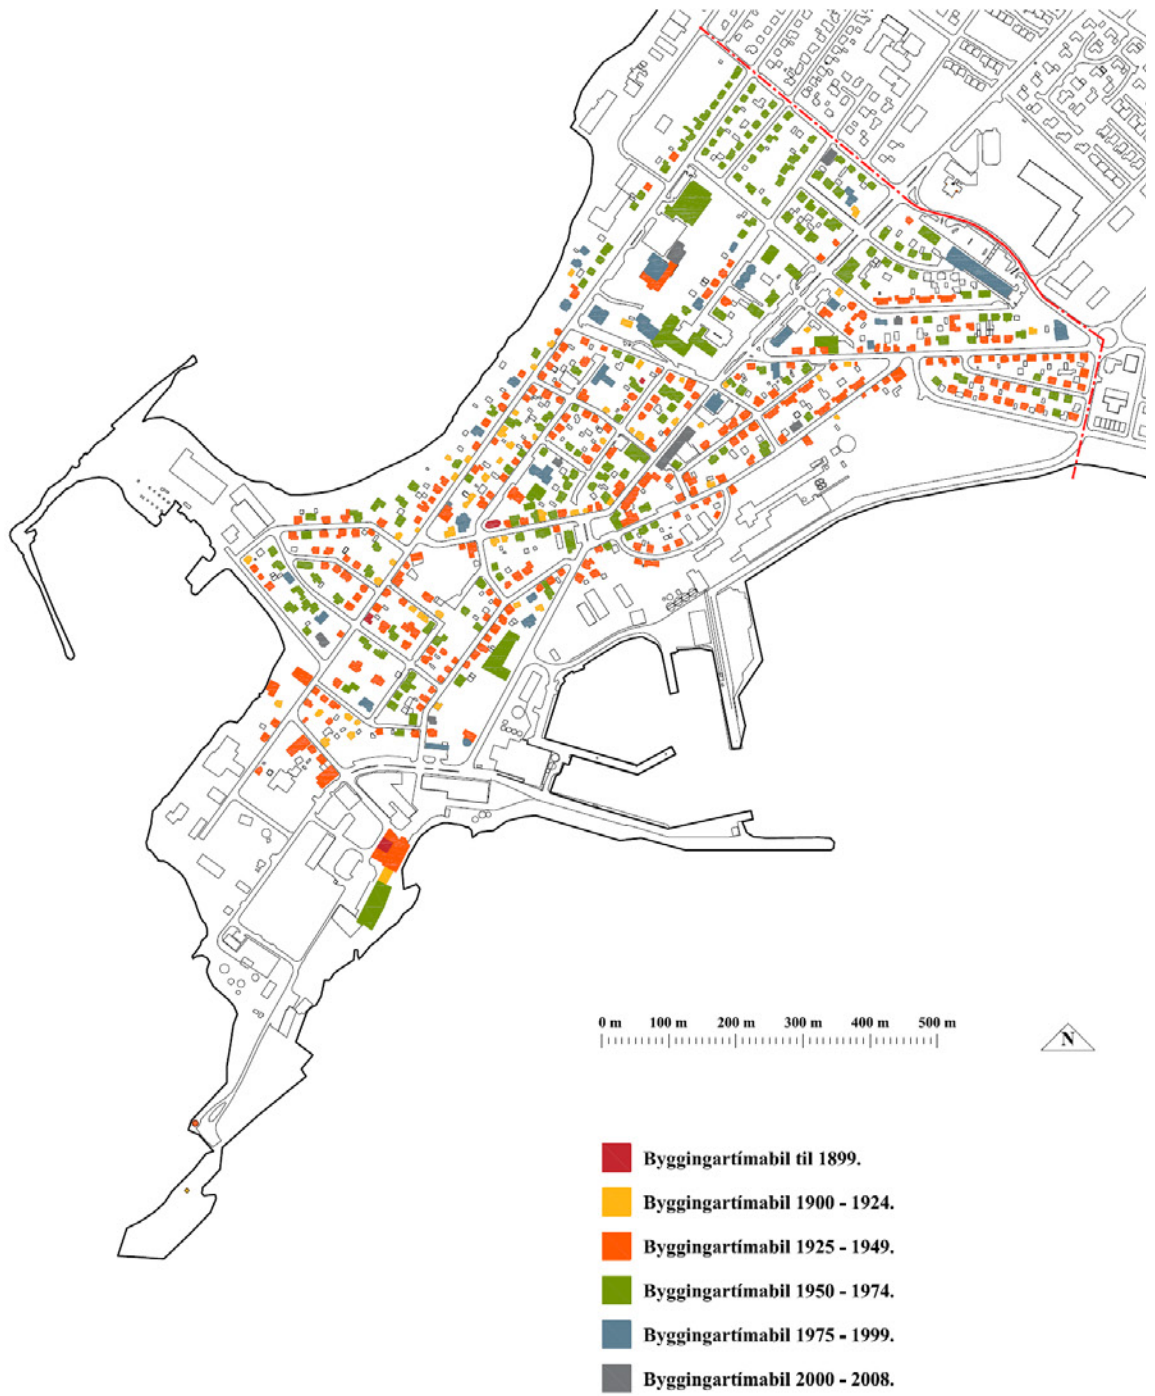 0 m 100 m 200 m 300 m 400 m 500 m
N
Byggingartímabil til 1899.
Byggingartímabil 1900 - 1924.
Byggingartímabil 1925 - 1949.
Byggingartímabil 1950 - 1974.
Byggingartímabil 1975 - 1999.
Byggingartímabil 2000 - 2008.